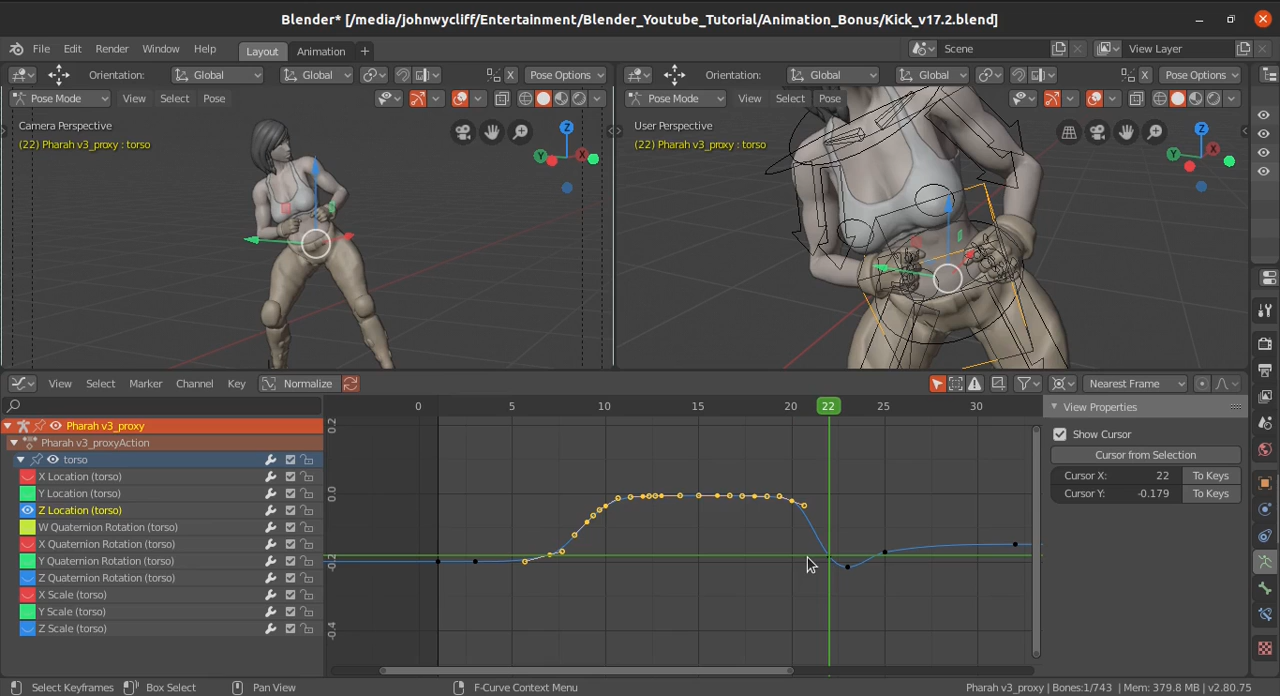 Blender* [/media/johnwycliff/Entertainment/Blender_Youtube_Tutorial/Animation_Bonus/Kick_v17.2.blend]
File Edit Render Window Help Layout Animation + Scene View Layer
Orientation: Global Global X Pose Options
Orientation: Global Global X Pose Options
Pose Mode View Select Pose
Pose Mode View Select Pose
Camera Perspective
(22) Pharah v3_proxy : torso
Z
Y
X
User Perspective
(22) Pharah v3_proxy : torso
Z
Y
X
View Select Marker Channel Key Normalize Nearest Frame
0 5 10 15 20 22 25 30
0.2
0.0
-0.2
-0.4
Pharah v3_proxy
Pharah v3_proxyAction
torso
X Location (torso)
Y Location (torso)
Z Location (torso)
W Quaternion Rotation (torso)
X Quaternion Rotation (torso)
Y Quaternion Rotation (torso)
Z Quaternion Rotation (torso)
X Scale (torso)
Y Scale (torso)
Z Scale (torso)
View Properties
Show Cursor
Cursor from Selection
Cursor X: 22 To Keys
Cursor Y: -0.179 To Keys
Select Keyframes Box Select Pan View F-Curve Context Menu Pharah v3_proxy | Bones:1/743 | Mem: 379.8 MB | v2.80.75